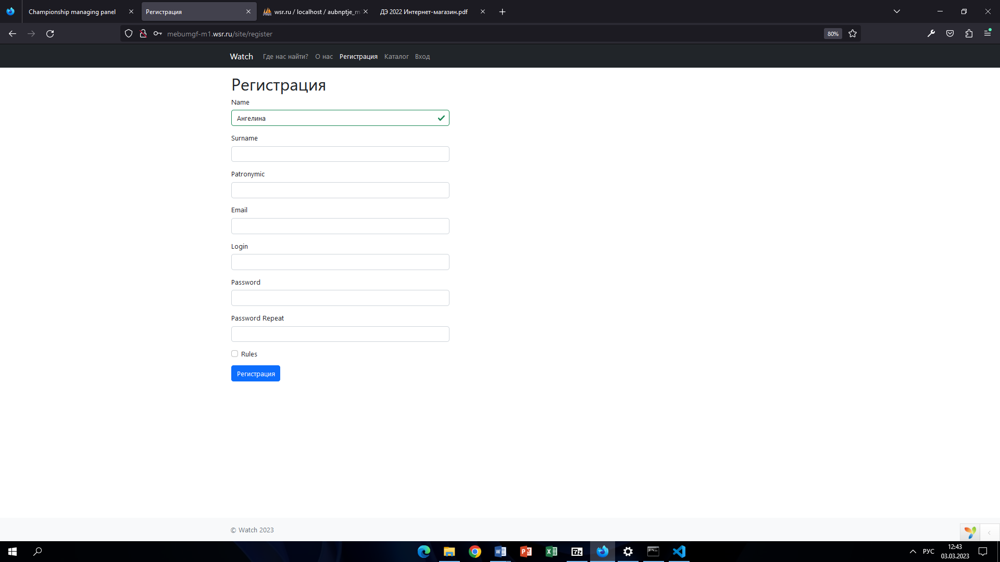 Championship managing panel
Регистрация
wsr.ru / localhost / aubnptje_m
ДЭ 2022 Интернет-магазин.pdf
mebumgf-m1.wsr.ru/site/register
80%
Watch
Где нас найти?
О нас
Регистрация
Каталог
Вход
Регистрация
Name
Ангелина
Surname
Patronymic
Email
Login
Password
Password Repeat
Rules
Регистрация
© Watch 2023
РУС
12:43
03.03.2023